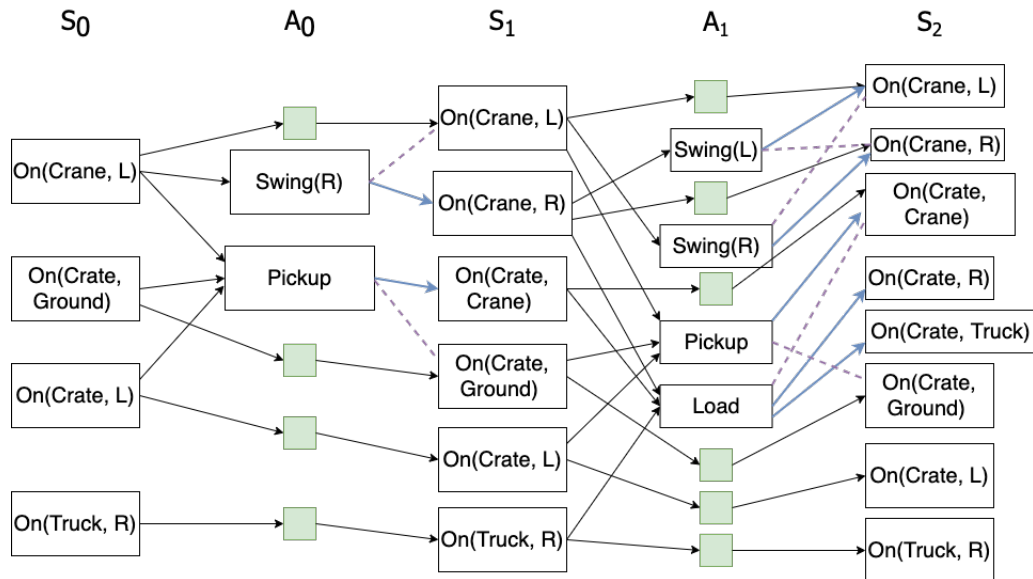 S0
A0
S1
A1
S2
On(Crane, L)
On(Crate,
Ground)
On(Crate, L)
On(Truck, R)
Swing(R)
Pickup
On(Crane, L)
On(Crane, R)
On(Crate,
Crane)
On(Crate,
Ground)
On(Crate, L)
On(Truck, R)
Swing(L)
Swing(R)
Pickup
Load
On(Crane, L)
On(Crane, R)
On(Crate,
Crane)
On(Crate, R)
On(Crate, Truck)
On(Crate,
Ground)
On(Crate, L)
On(Truck, R)